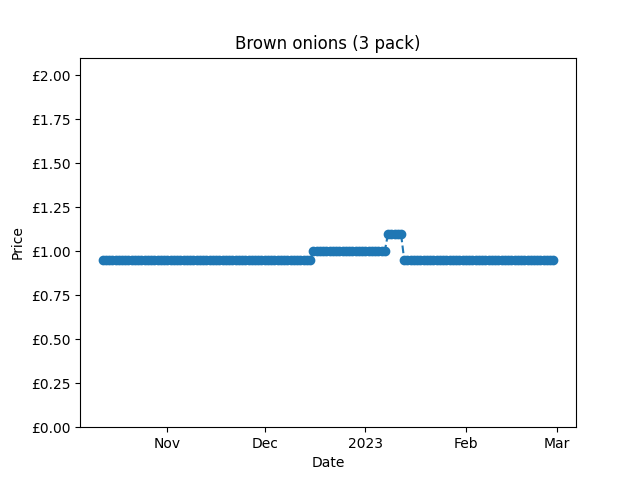 Brown onions (3 pack)
£2.00
£1.75
£1.50
£1.25
£1.00
£0.75
£0.50
£0.25
£0.00
Price
Nov Dec 2023 Feb Mar
Date